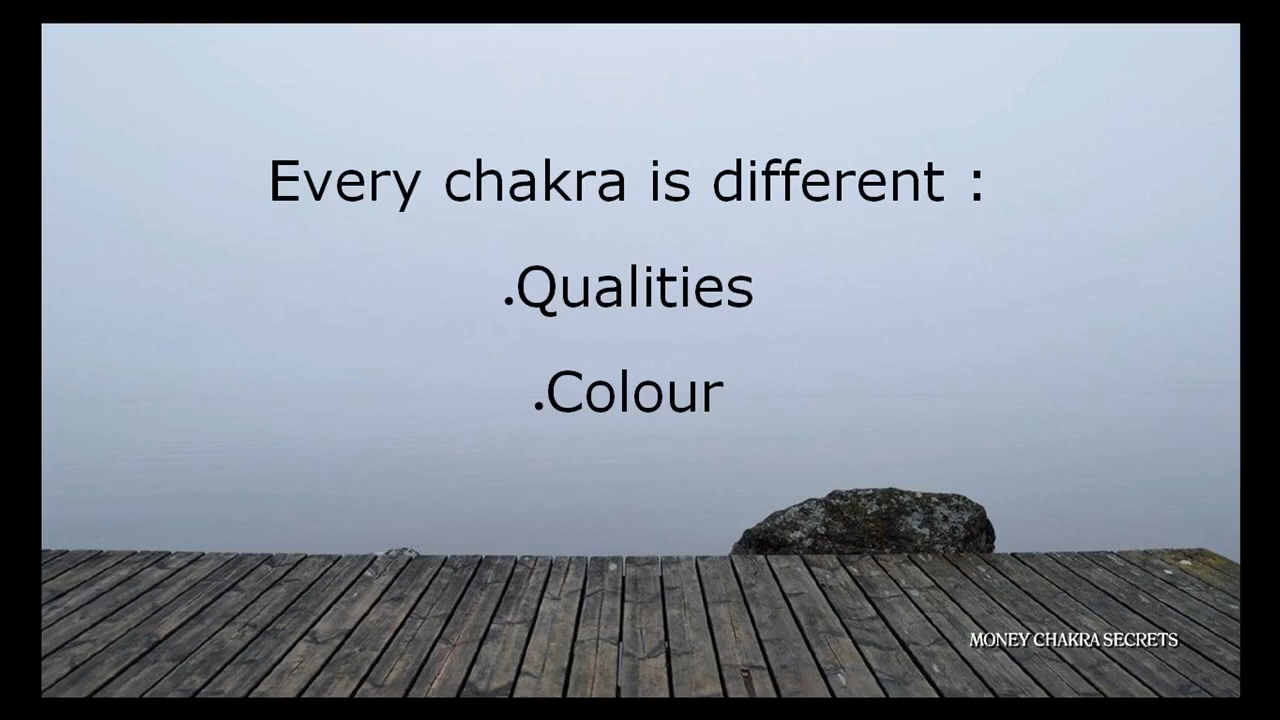 Every chakra is different :
.Qualities
.Colour
MONEY CHAKRA SECRETS